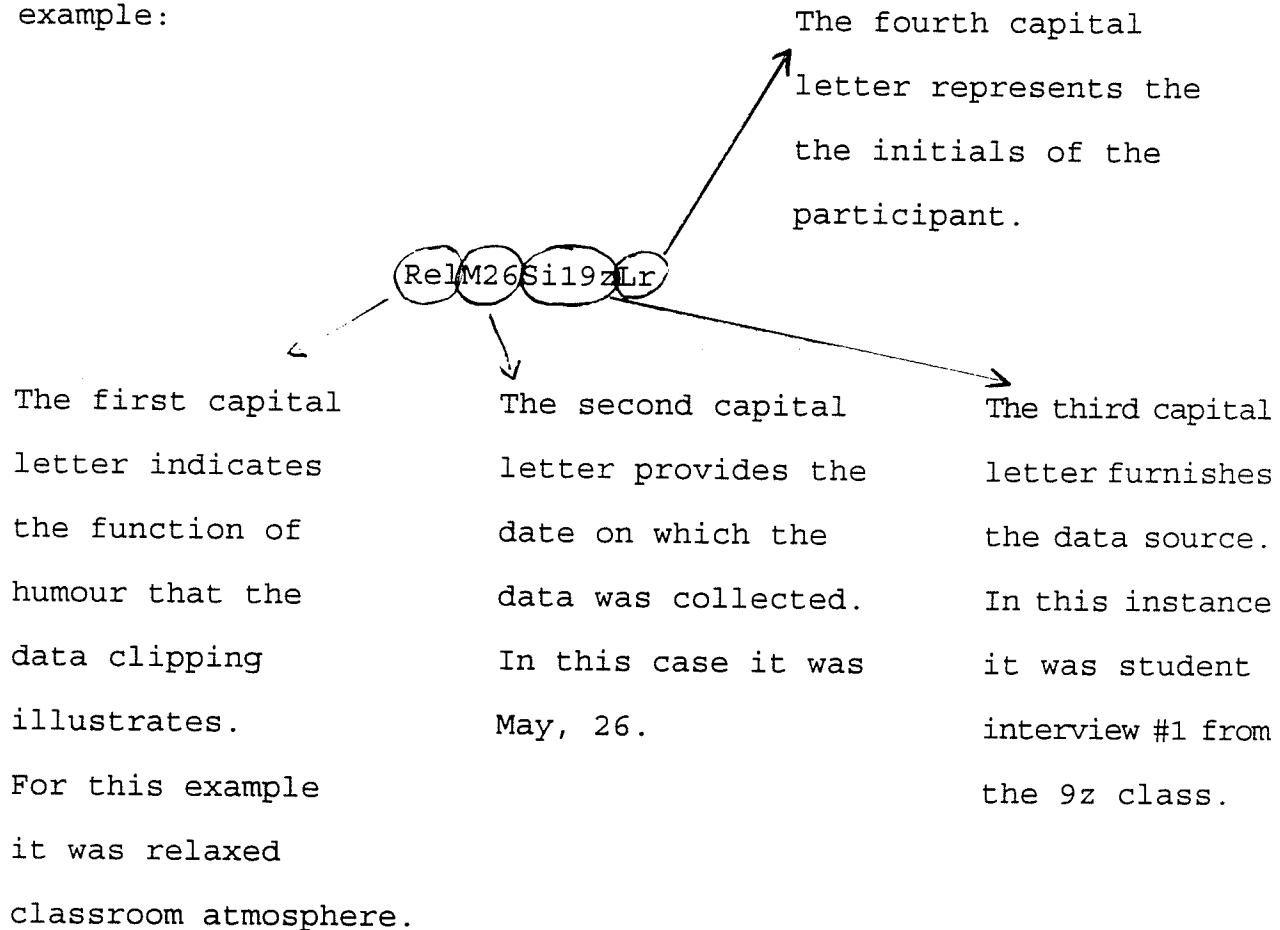 example:
The fourth capital
letter represents the
the initials of the
participant.
RelM26Si19zLr
The first capital
letter indicates
the function of
humour that the
data clipping
illustrates.
For this example
it was relaxed
classroom atmosphere.
The second capital
letter provides the
date on which the
data was collected.
In this case it was
May, 26.
The third capital
letter furnishes
the data source.
In this instance
it was student
interview #1 from
the 9z class.